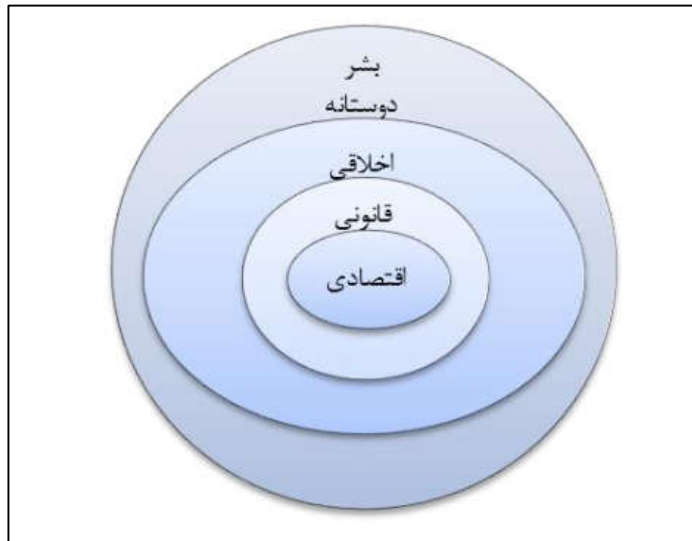 بشر
دوستانه
اخلاقی
قانونی
اقتصادی